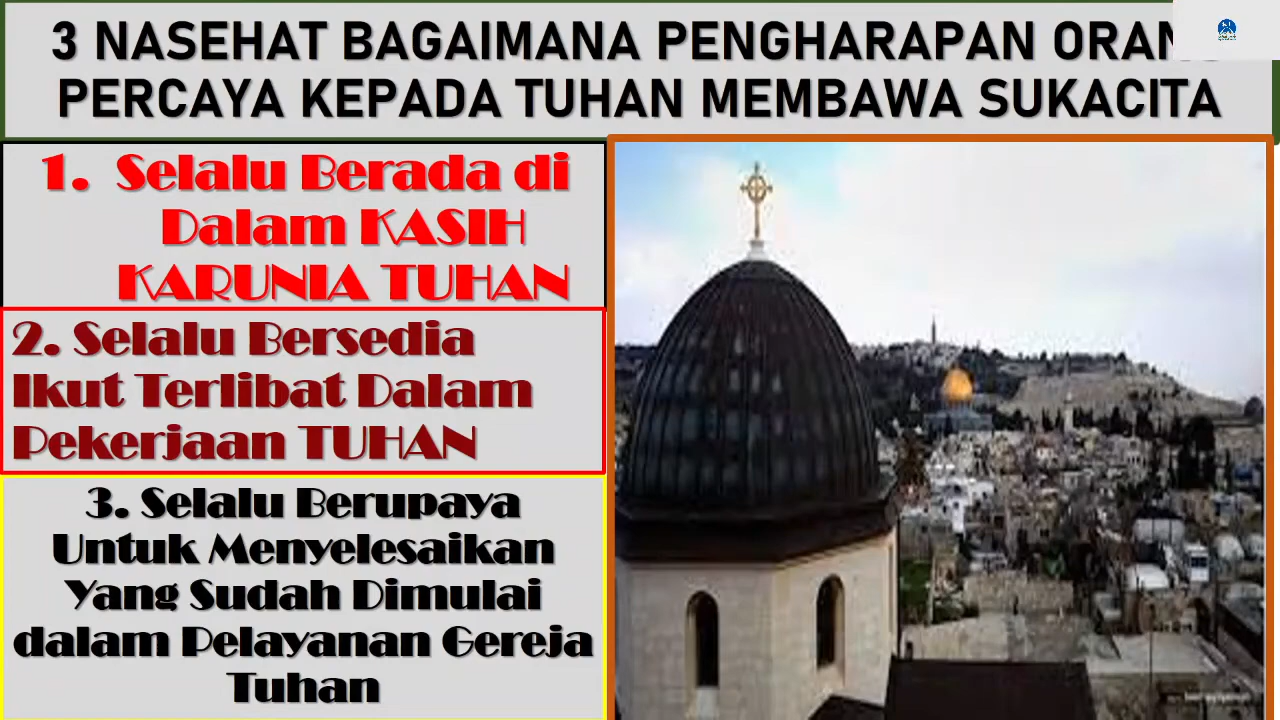 3 NASEHAT BAGAIMANA PENGHARAPAN
PERCAYA KEPADA TUHAN MEMBAWA SUKACITA
1. Selalu Berada di
Dalam KASIH
KARUNIA TUHAN
2. Selalu Bersedia
Ikut Terlibat Dalam
Pekerjaan TUHAN
3. Selalu Berupaya
Untuk Menyelesaikan
Yang Sudah Dimulai
dalam Pelayanan Gereja
Tuhan